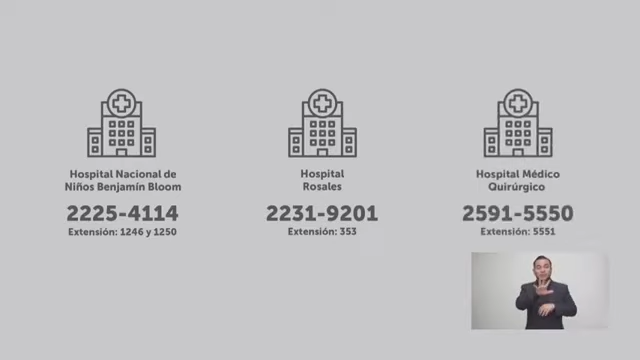 Hospital Nacional de
Niños Benjamín Bloom
2225-4114
Extensión: 1246 y 1250
Hospital
Rosales
2231-9201
Extensión: 353
Hospital Médico
Quirúrgico
2591-5550
Extensión: 5551